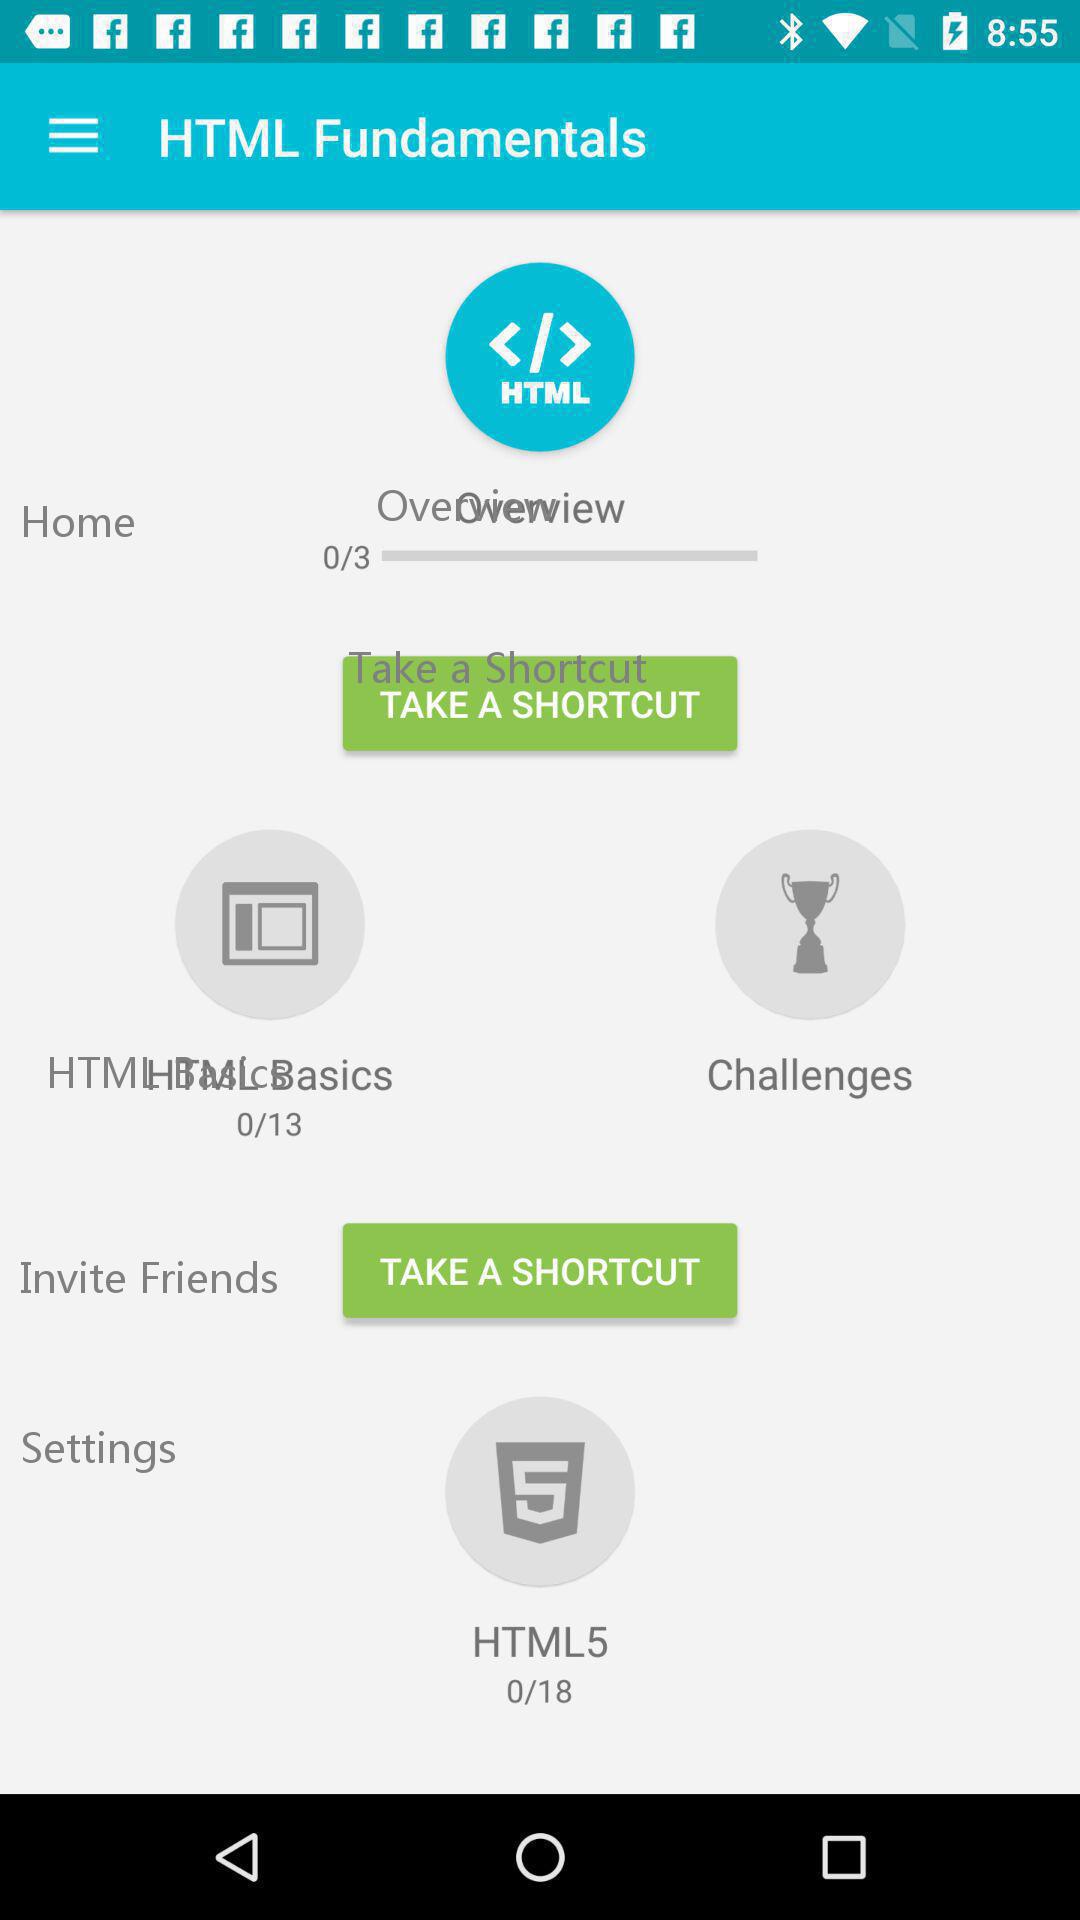 8:55
HTML Fundamentals
HTML
Home
Overview
Overview
0/3
Take a Shortcut
TAKE A SHORTCUT
HTML Basics
HTML Basics
Challenges
0/13
Invite Friends
TAKE A SHORTCUT
Settings
5
HTML5
0/18